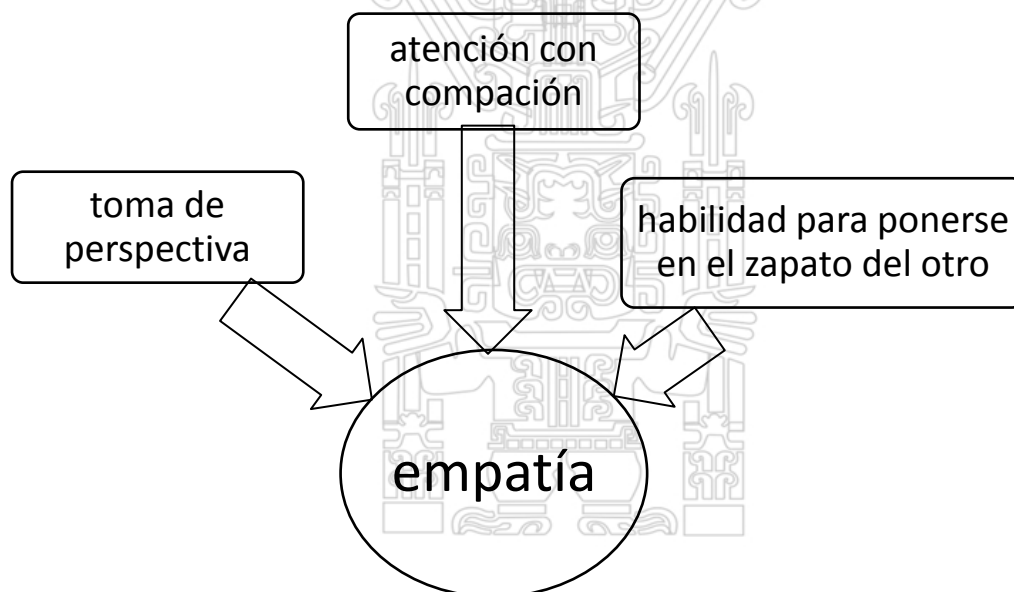 atención con
compación
toma de
perspectiva
habilidad para ponerse
en el zapato del otro
empatía